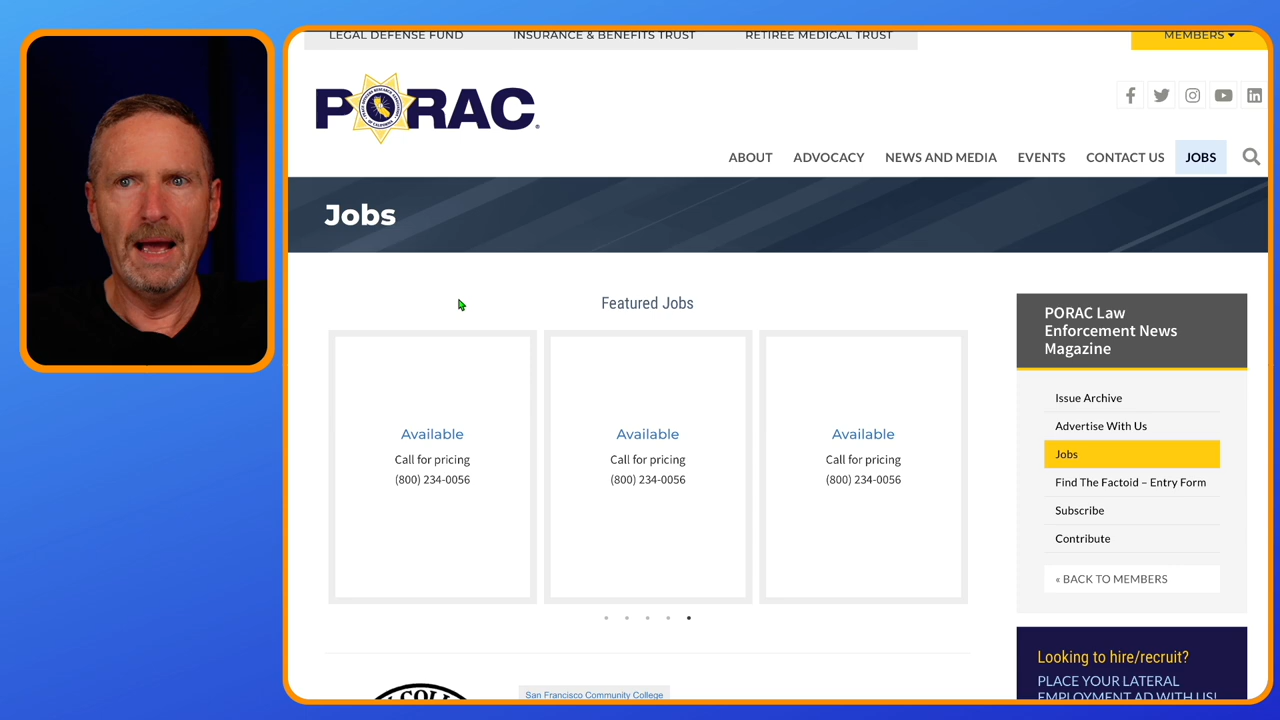 LEGAL DEFENSE FUND
INSURANCE & BENEFITS TRUST
RETIREE MEDICAL TRUST
MEMBERS
PORAC
ABOUT
ADVOCACY
NEWS AND MEDIA
EVENTS
CONTACT US
JOBS
Jobs
Featured Jobs
Available
Call for pricing
(800) 234-0056
Available
Call for pricing
(800) 234-0056
Available
Call for pricing
(800) 234-0056
San Francisco Community College
PORAC Law
Enforcement News
Magazine
Issue Archive
Advertise With Us
Jobs
Find The Factoid – Entry Form
Subscribe
Contribute
« BACK TO MEMBERS
Looking to hire/recruit?
PLACE YOUR LATERAL
EMPLOYMENT AD WITH US!